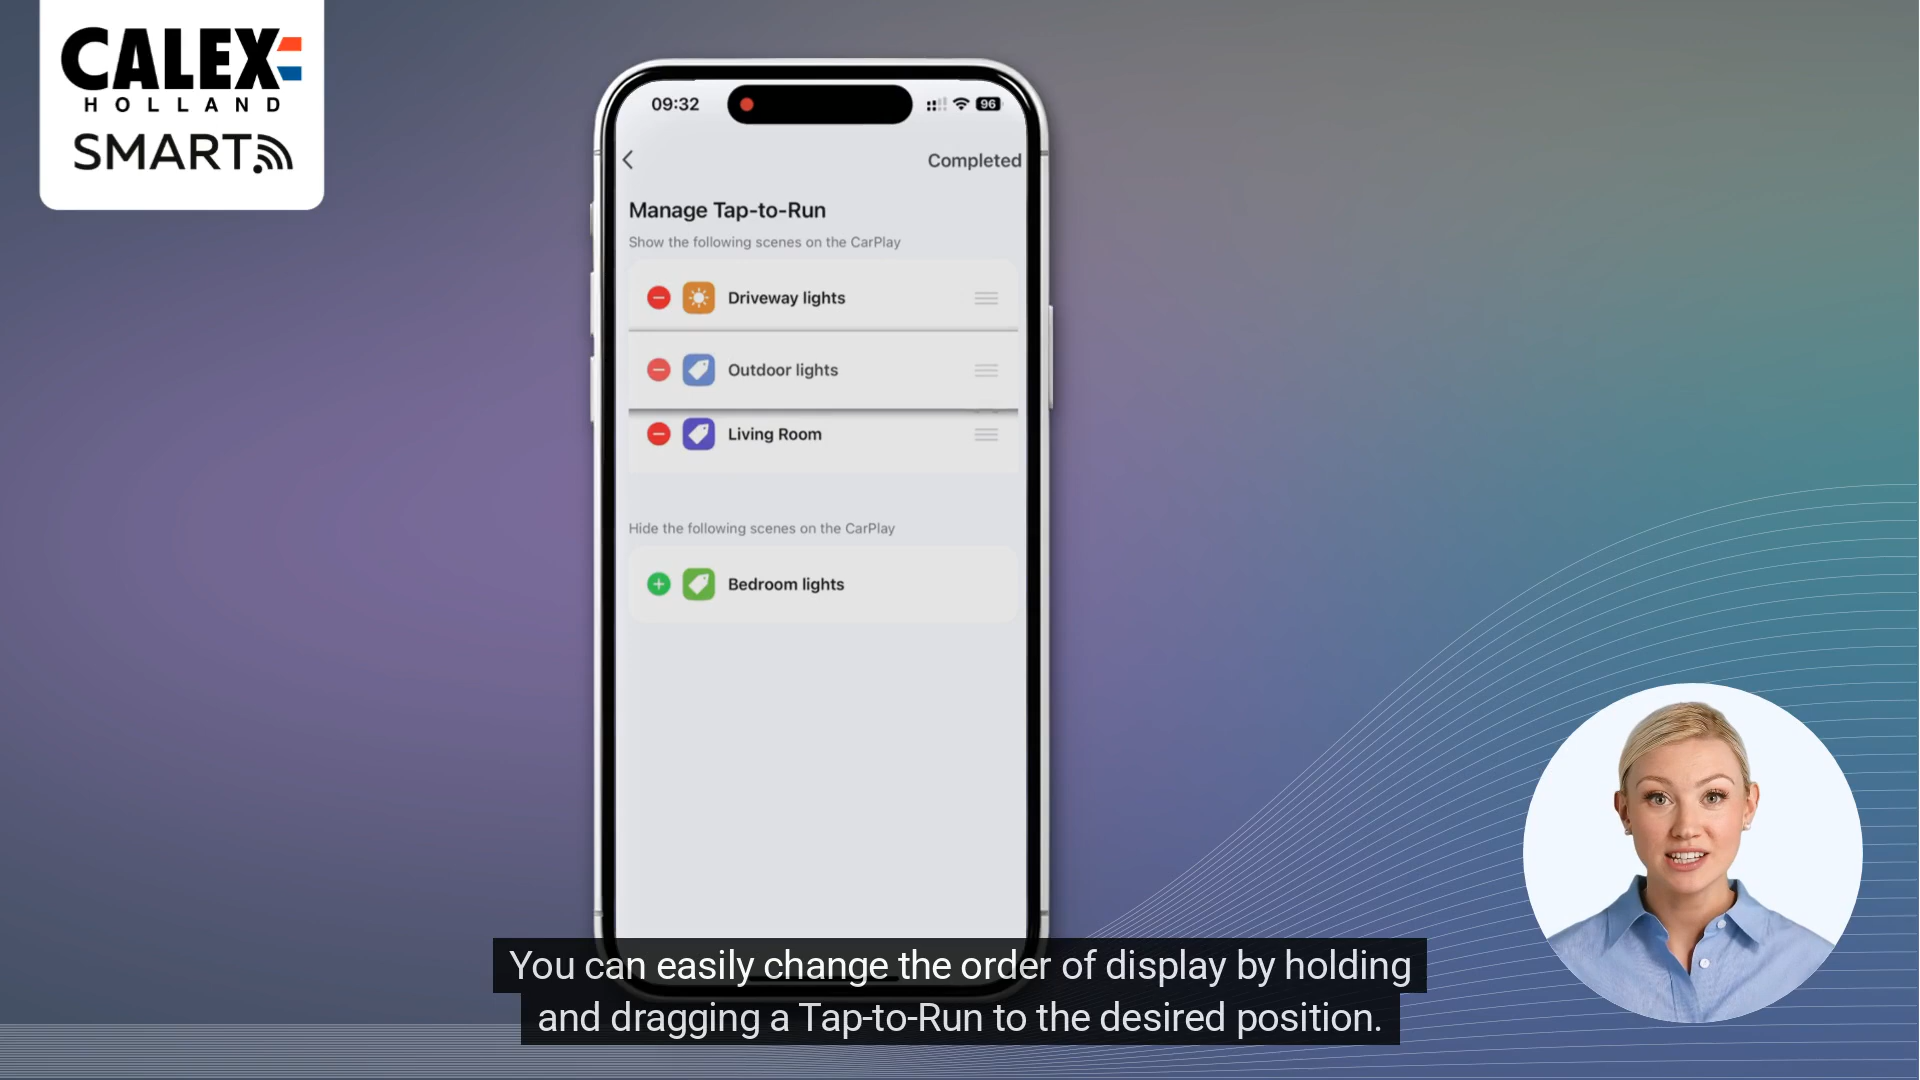 CALEX
HOLLAND
SMART
09:32
96
Completed
Manage Tap-to-Run
Show the following scenes on the CarPlay
Driveway lights
Outdoor lights
Living Room
Hide the following scenes on the CarPlay
Bedroom lights
You can easily change the order of display by holding
and dragging a Tap-to-Run to the desired position.